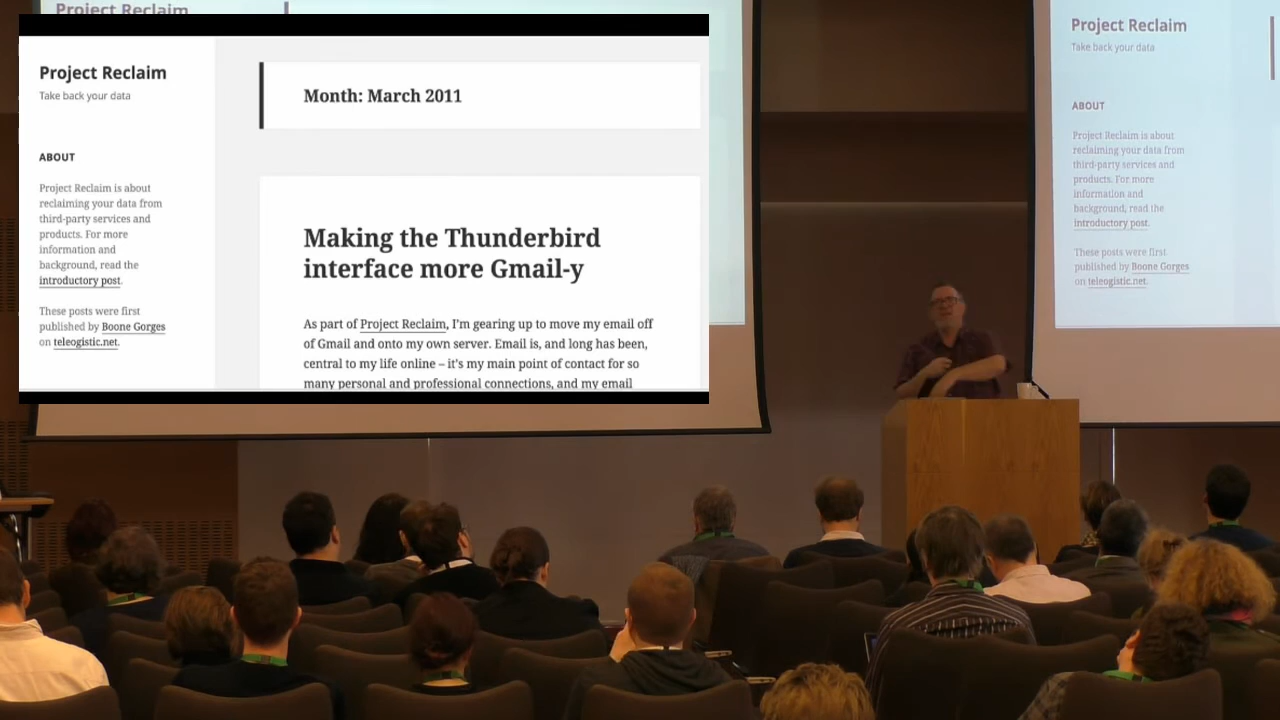 Project Reclaim
Project Reclaim
Take back your data
ABOUT
Project Reclaim is about
reclaiming your data from
third-party services and
products. For more
information and
background, read the
introductory post.
These posts were first
published by Boone Gorges
on teleogistic.net.
Month: March 2011
Making the Thunderbird
interface more Gmail-y
As part of Project Reclaim, I’m gearing up to move my email off
of Gmail and onto my own server. Email is, and long has been,
central to my life online – it’s my main point of contact for so
many personal and professional connections, and my email
Project Reclaim
Take back your data
ABOUT
Project Reclaim is about
reclaiming your data from
third-party services and
products. For more
information and
background, read the
introductory post.
These posts were first
published by Boone Gorges
on teleogistic.net.